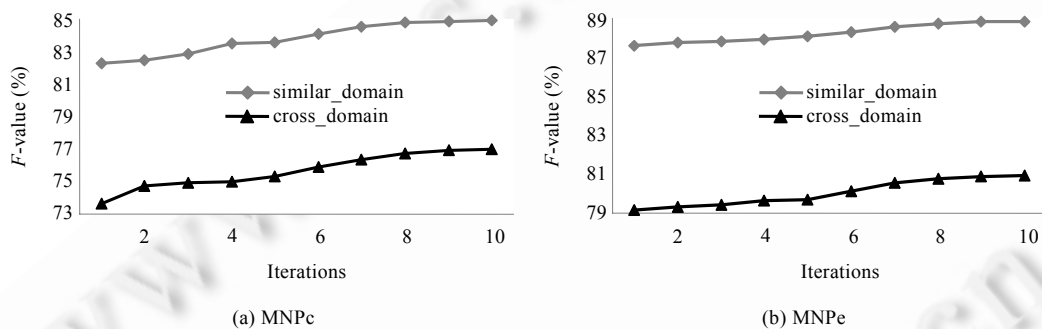 85
83
81
79
77
75
73
F-value (%)
similar_domain
cross_domain
2 4 6 8 10
Iterations
(a) MNPc
89
87
85
83
81
79
F-value (%)
similar_domain
cross_domain
2 4 6 8 10
Iterations
(b) MNPe